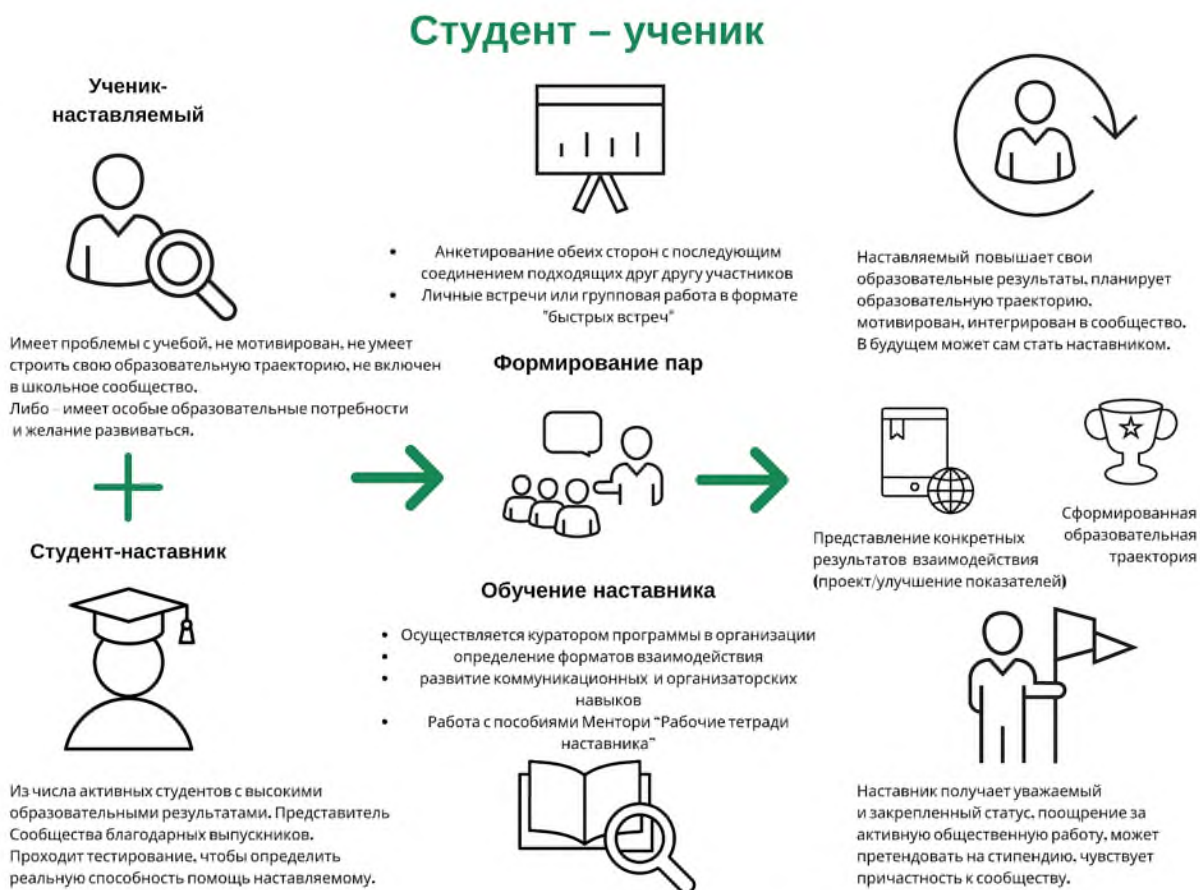 Студент – ученик
Ученик-
наставляемый
Имеет проблемы с учебой, не мотивирован, не умеет
строить свою образовательную траекторию, не включен
в школьное сообщество.
Либо – имеет особые образовательные потребности
и желание развиваться.
Студент-наставник
Из числа активных студентов с высокими
образовательными результатами. Представитель
Сообщества благодарных выпускников.
Проходит тестирование, чтобы определить
реальную способность помощь наставляемому.
• Анкетирование обеих сторон с последующим
соединением подходящих друг другу участников
• Личные встречи или групповая работа в формате
"быстрых встреч"
Формирование пар
Обучение наставника
• Осуществляется куратором программы в организации
• определение форматов взаимодействия
• развитие коммуникационных и организаторских
навыков
• Работа с пособиями Ментори "Рабочие тетради
наставника"
Наставляемый повышает свои
образовательные результаты, планирует
образовательную траекторию.
мотивирован, интегрирован в сообщество.
В будущем может сам стать наставником.
Представление конкретных
результатов взаимодействия
(проект/улучшение показателей)
Сформированная
образовательная
траектория
Наставник получает уважаемый
и закрепленный статус, поощрение за
активную общественную работу, может
претендовать на стипендию, чувствует
причастность к сообществу.